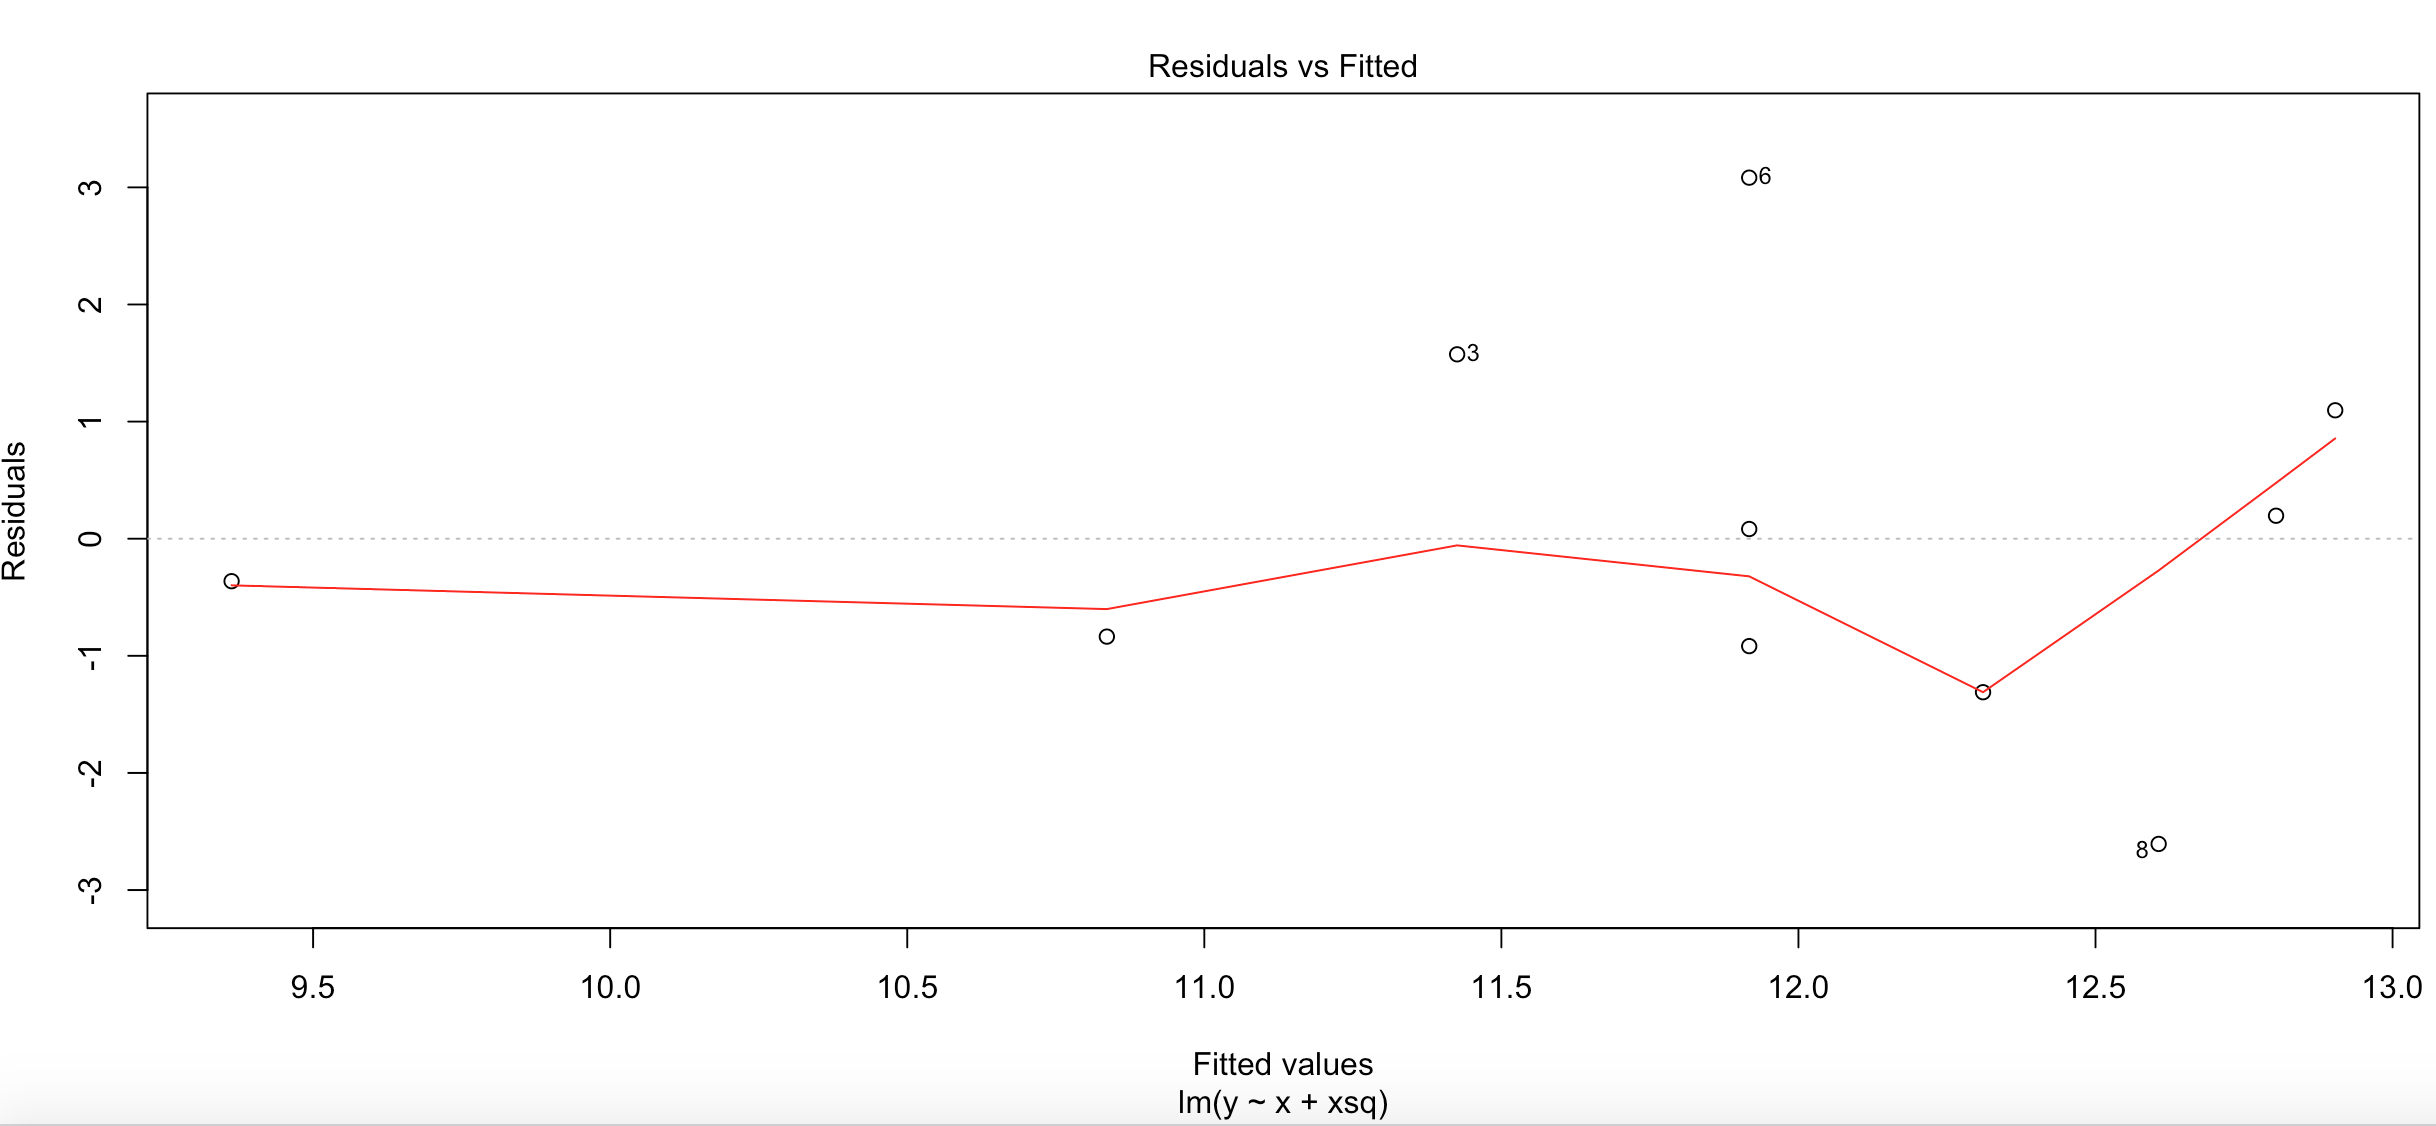 Residuals vs Fitted
Residuals
3
2
1
0
-1
-2
-3
6
3
8
9.5 10.0 10.5 11.0 11.5 12.0 12.5 13.0
Fitted values
lm(y ~ x + xsq)